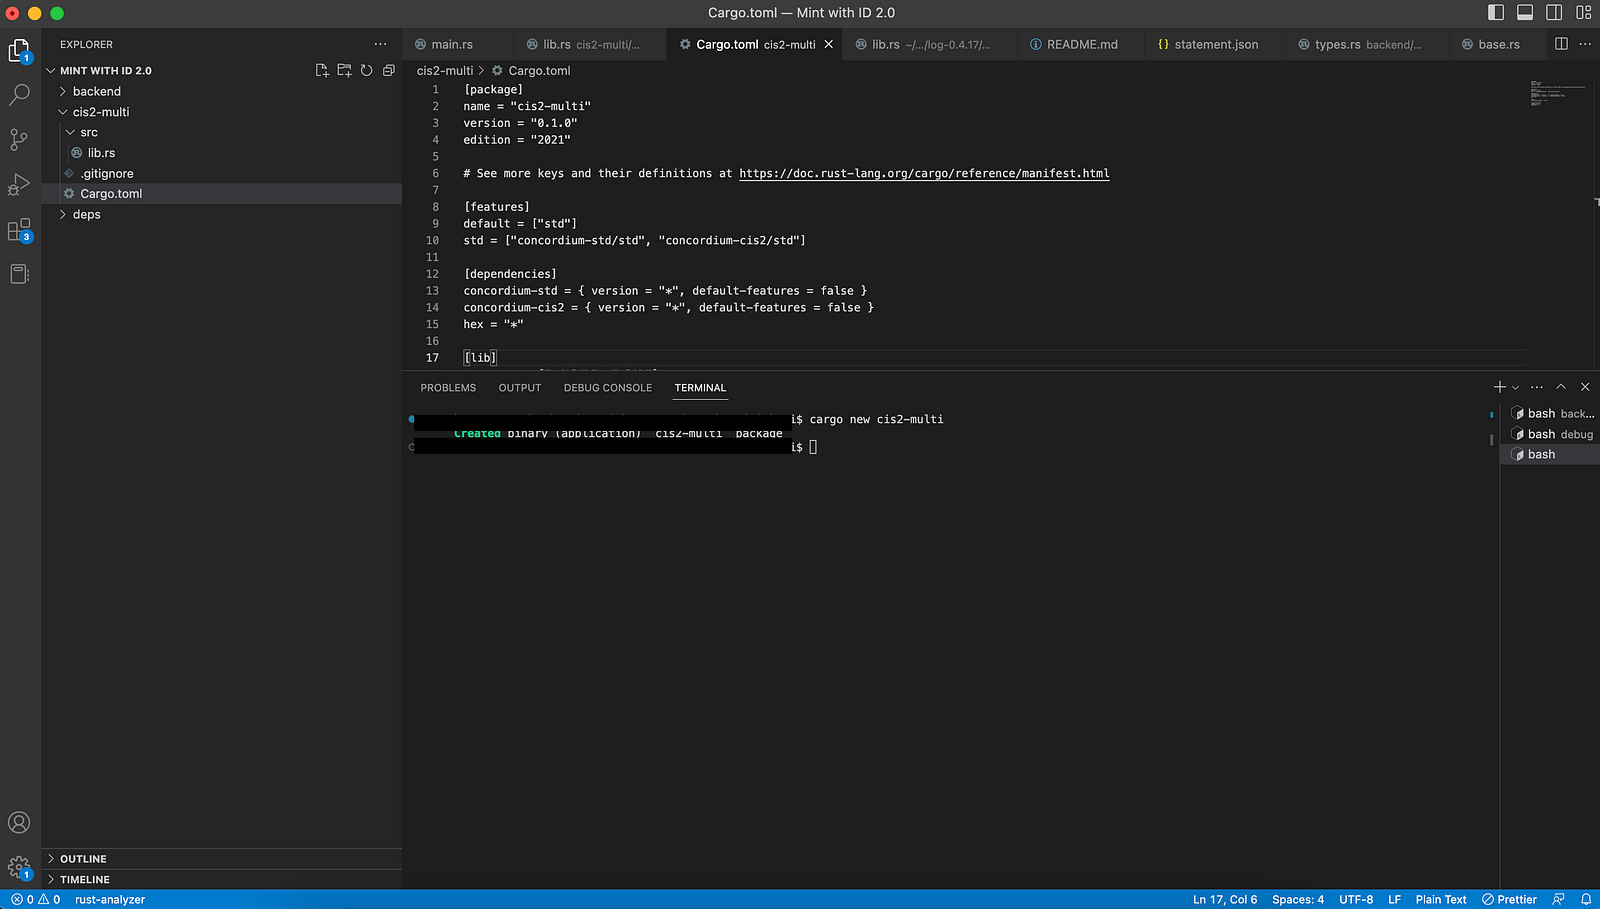 Cargo.toml — Mint with ID 2.0
EXPLORER
MINT WITH ID 2.0
backend
cis2-multi
src
lib.rs
.gitignore
Cargo.toml
deps
OUTLINE
TIMELINE
1
3
1
main.rs
lib.rs cis2-multi/...
Cargo.toml cis2-multi
lib.rs ~/.../log-0.4.17/...
README.md
{} statement.json
types.rs backend/...
base.rs
cis2-multi > Cargo.toml
1 [package]
2 name = "cis2-multi"
3 version = "0.1.0"
4 edition = "2021"
5
6 # See more keys and their definitions at https://doc.rust-lang.org/cargo/reference/manifest.html
7
8 [features]
9 default = ["std"]
10 std = ["concordium-std/std", "concordium-cis2/std"]
11
12 [dependencies]
13 concordium-std = { version = "*", default-features = false }
14 concordium-cis2 = { version = "*", default-features = false }
15 hex = "*"
16
17 [lib]
PROBLEMS OUTPUT DEBUG CONSOLE TERMINAL
i$ cargo new cis2-multi
Created binary (application) cis2-multi package
i$
bash back...
bash debug
bash
0 0 rust-analyzer
Ln 17, Col 6 Spaces: 4 UTF-8 LF Plain Text Prettier